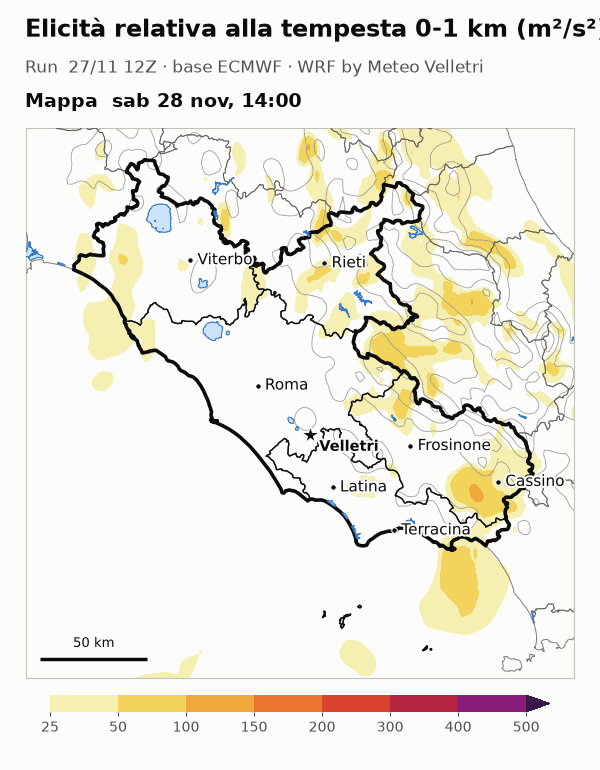 Elicità relativa alla tempesta 0-1 km (m²/s²)
Run 27/11 12Z · base ECMWF · WRF by Meteo Velletri
Mappa sab 28 nov, 14:00
Viterbo
Rieti
Roma
Velletri
Frosinone
Cassino
Latina
Terracina
50 km
25 50 100 150 200 300 400 500